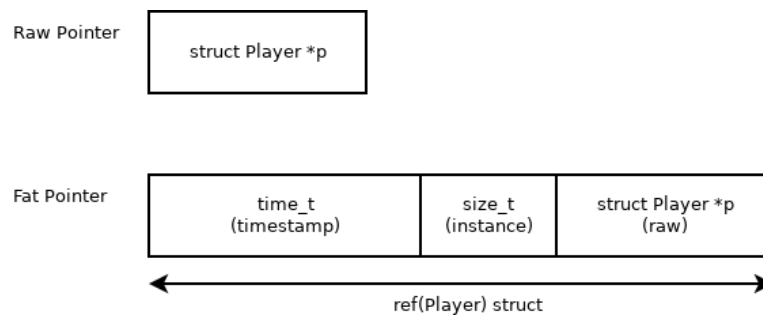 Raw Pointer
struct Player *p
Fat Pointer
time_t
(timestamp)
size_t
(instance)
struct Player *p
(raw)
ref(Player) struct